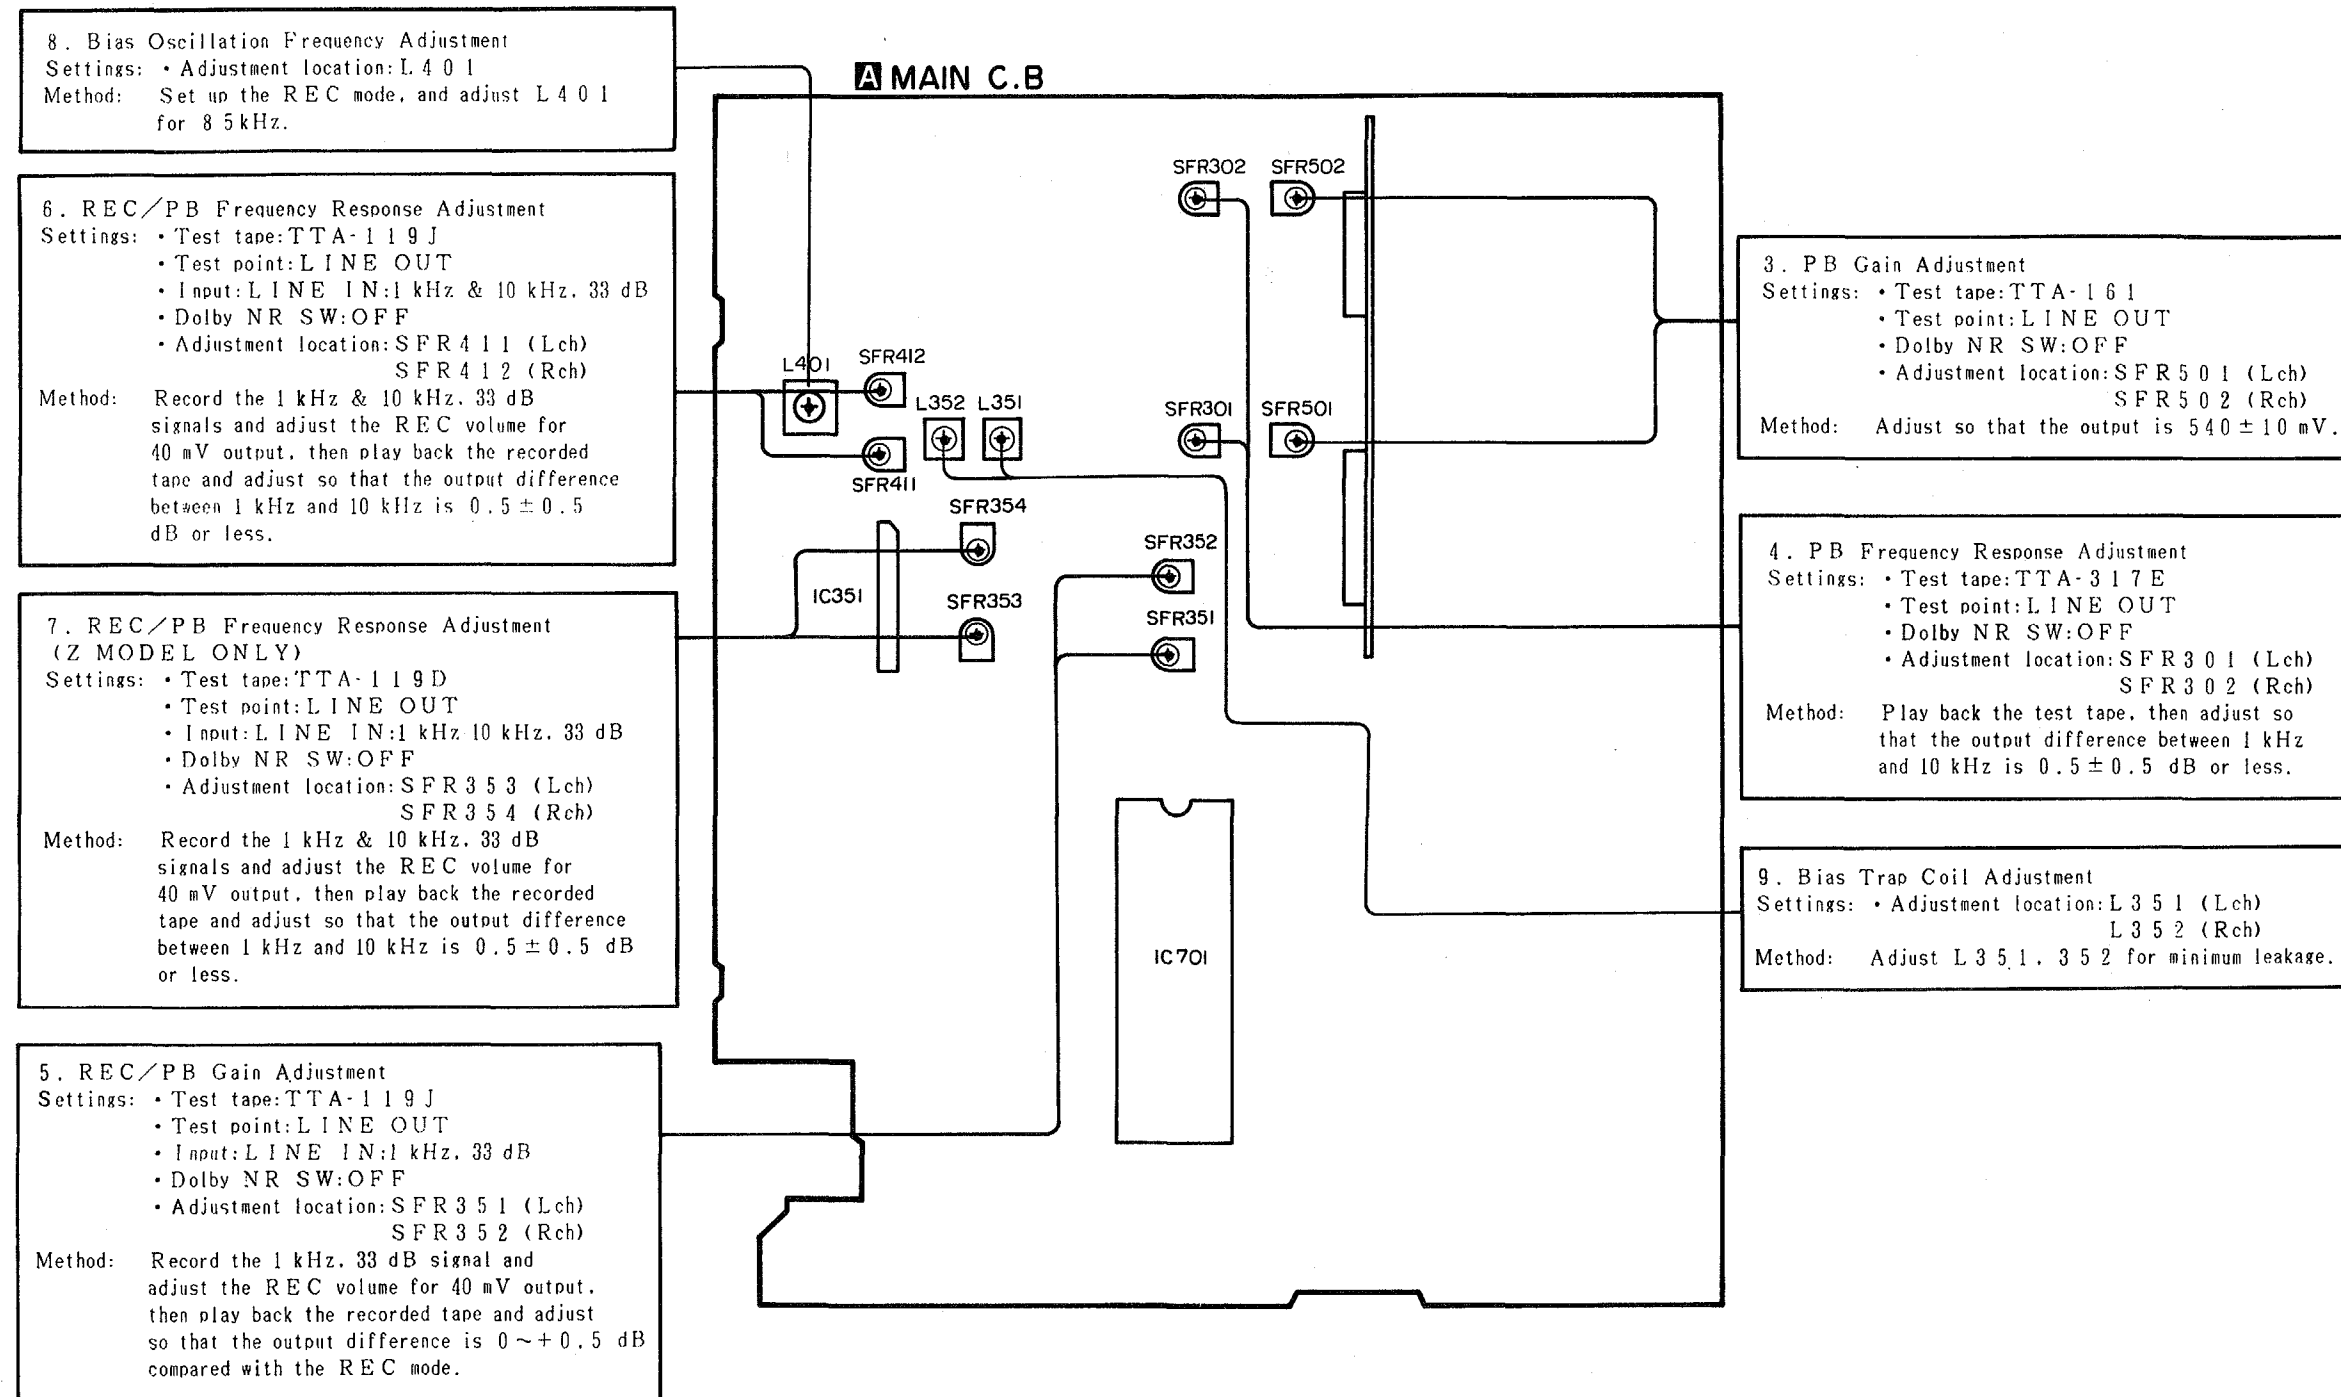 8. Bias Oscillation Frequency Adjustment
Settings: • Adjustment location: L401
Method: Set up the REC mode, and adjust L401
for 85kHz.
6. REC/PB Frequency Response Adjustment
Settings: • Test tape: TTA-119J
• Test point: LINE OUT
• Input: LINE IN: 1 kHz & 10 kHz, 33 dB
• Dolby NR SW: OFF
• Adjustment location: SFR411 (Lch)
SFR412 (Rch)
Method: Record the 1 kHz & 10 kHz, 33 dB
signals and adjust the REC volume for
40 mV output, then play back the recorded
tape and adjust so that the output difference
between 1 kHz and 10 kHz is 0.5 ± 0.5
dB or less.
7. REC/PB Frequency Response Adjustment
(Z MODEL ONLY)
Settings: • Test tape: TTA-119D
• Test point: LINE OUT
• Input: LINE IN: 1 kHz 10 kHz, 33 dB
• Dolby NR SW: OFF
• Adjustment location: SFR353 (Lch)
SFR354 (Rch)
Method: Record the 1 kHz & 10 kHz, 33 dB
signals and adjust the REC volume for
40 mV output, then play back the recorded
tape and adjust so that the output difference
between 1 kHz and 10 kHz is 0.5 ± 0.5 dB
or less.
5. REC/PB Gain Adjustment
Settings: • Test tape: TTA-119J
• Test point: LINE OUT
• Input: LINE IN: 1 kHz, 33 dB
• Dolby NR SW: OFF
• Adjustment location: SFR351 (Lch)
SFR352 (Rch)
Method: Record the 1 kHz, 33 dB signal and
adjust the REC volume for 40 mV output,
then play back the recorded tape and adjust
so that the output difference is 0 ~ + 0.5 dB
compared with the REC mode.
A MAIN C.B
SFR302 SFR502
L401 SFR412
L352 L351
SFR301 SFR501
SFR411
SFR354
SFR352
IC351
SFR353
SFR351
IC701
3. PB Gain Adjustment
Settings: • Test tape: TTA-161
• Test point: LINE OUT
• Dolby NR SW: OFF
• Adjustment location: SFR501 (Lch)
SFR502 (Rch)
Method: Adjust so that the output is 540 ± 10 mV.
4. PB Frequency Response Adjustment
Settings: • Test tape: TTA-317E
• Test point: LINE OUT
• Dolby NR SW: OFF
• Adjustment location: SFR301 (Lch)
SFR302 (Rch)
Method: Play back the test tape, then adjust so
that the output difference between 1 kHz
and 10 kHz is 0.5 ± 0.5 dB or less.
9. Bias Trap Coil Adjustment
Settings: • Adjustment location: L351 (Lch)
L352 (Rch)
Method: Adjust L351, 352 for minimum leakage.